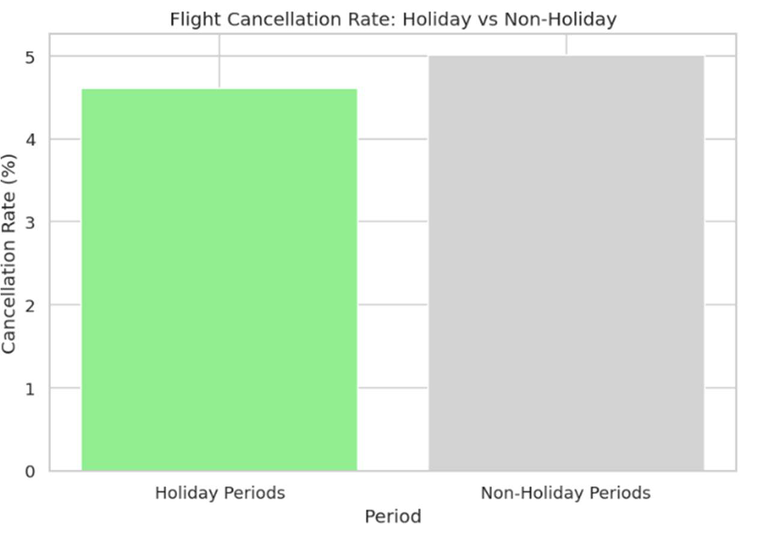 Flight Cancellation Rate: Holiday vs Non-Holiday
Cancellation Rate (%)
5
4
3
2
1
0
Holiday Periods
Non-Holiday Periods
Period